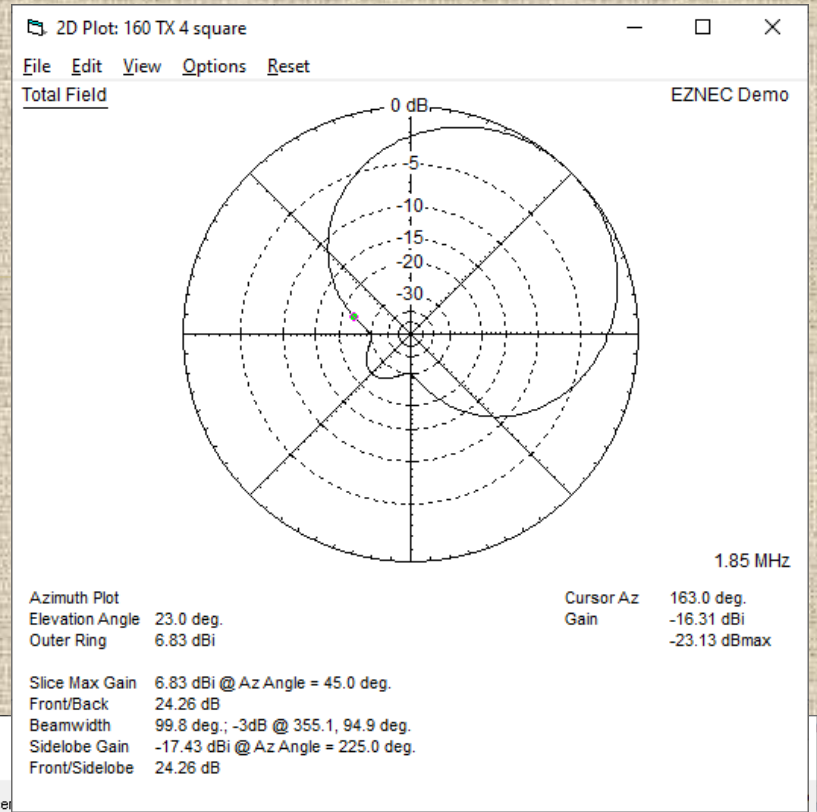 2D Plot: 160 TX 4 square
File Edit View Options Reset
Total Field
EZNEC Demo
0 dB
-5
-10
-15
-20
-30
1.85 MHz
Azimuth Plot
Elevation Angle 23.0 deg.
Outer Ring 6.83 dBi
Cursor Az 163.0 deg.
Gain -16.31 dBi
-23.13 dBmax
Slice Max Gain 6.83 dBi @ Az Angle = 45.0 deg.
Front/Back 24.26 dB
Beamwidth 99.8 deg.; -3dB @ 355.1, 94.9 deg.
Sidelobe Gain -17.43 dBi @ Az Angle = 225.0 deg.
Front/Sidelobe 24.26 dB